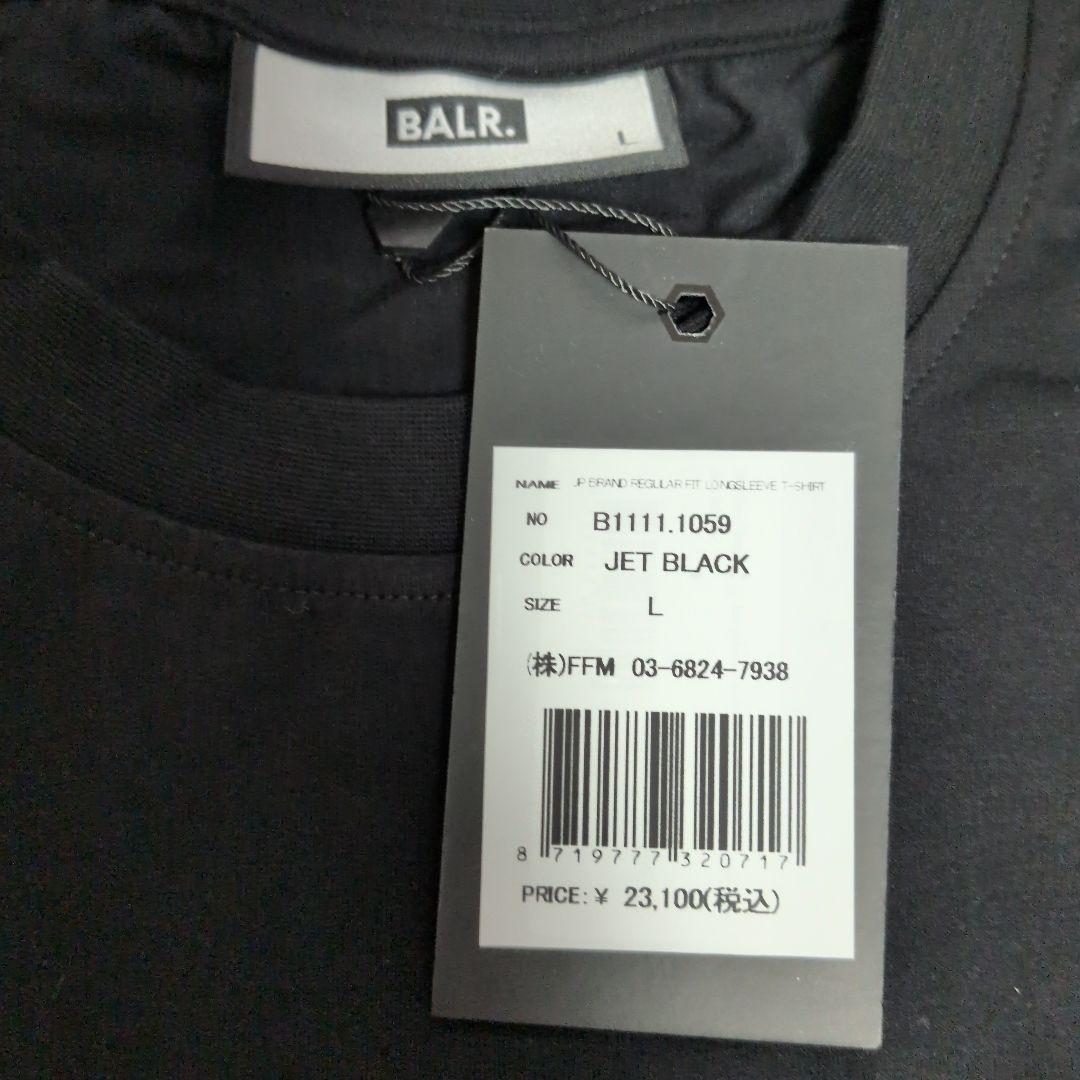 BALR.
L
NAME JP BRAND REGULAR FIT LONGSLEEVE T-SHIRT
NO B1111.1059
COLOR JET BLACK
SIZE L
(株)FFM 03-6824-7938
8 719777 320717
PRICE:¥ 23,100(税込)